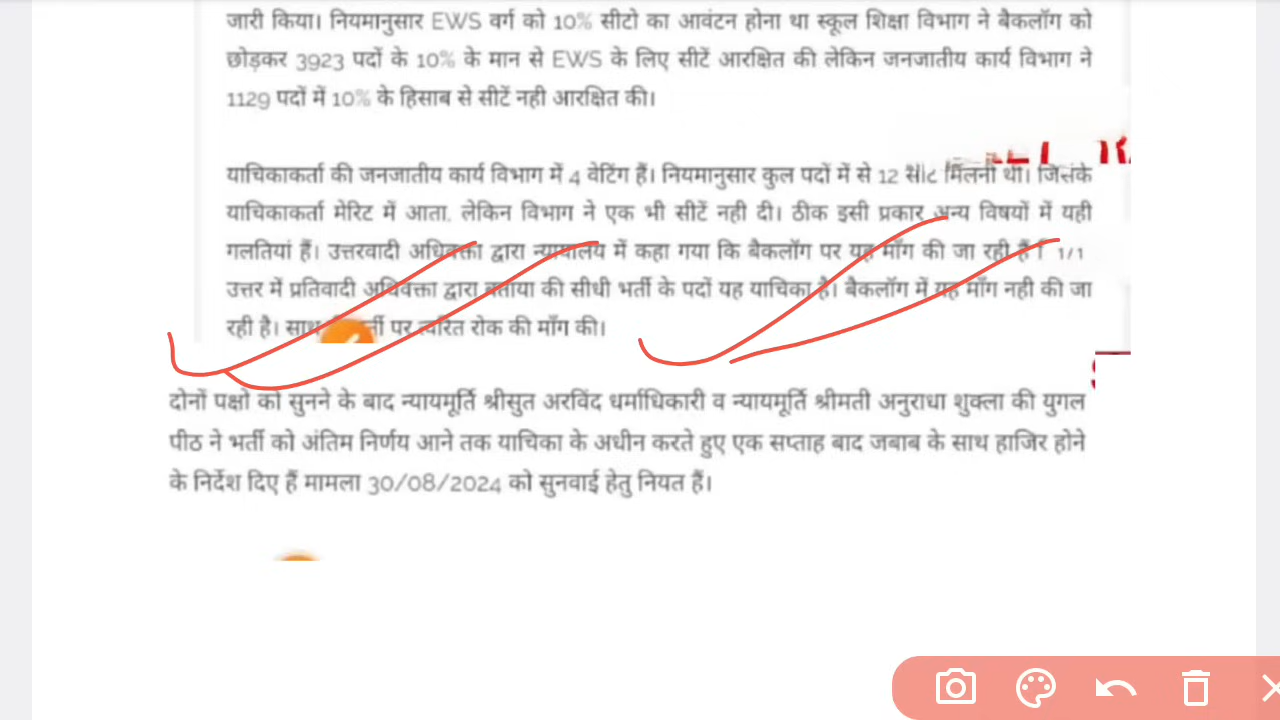 जारी किया। नियमानुसार EWS वर्ग को 10% सीटो का आवंटन होना था स्कूल शिक्षा विभाग ने बैकलॉग को
छोड़कर 3923 पदों के 10% के मान से EWS के लिए सीटें आरक्षित की लेकिन जनजातीय कार्य विभाग ने
1129 पदों में 10% के हिसाब से सीटें नही आरक्षित की।
याचिकाकर्ता की जनजातीय कार्य विभाग में 4 वेटिंग हैं। नियमानुसार कुल पदों में से 12 सीट मिलनी थी। जिसके
याचिकाकर्ता मेरिट में आता. लेकिन विभाग ने एक भी सीटें नही दी। ठीक इसी प्रकार अन्य विषयों में यही
गलतियां हैं। उत्तरवादी अधिवक्ता द्वारा न्यायालय में कहा गया कि बैकलॉग पर यह माँग की जा रही हैं 1/1
उत्तर में प्रतिवादी अधिवक्ता द्वारा बताया की सीधी भर्ती के पदों यह याचिका है। बैकलॉग में यह माँग नही की जा
रही है। साथ पर त्वरित रोक की माँग की।
दोनों पक्षो को सुनने के बाद न्यायमूर्ति श्रीसुत अरविंद धर्माधिकारी व न्यायमूर्ति श्रीमती अनुराधा शुक्ला की युगल
पीठ ने भर्ती को अंतिम निर्णय आने तक याचिका के अधीन करते हुए एक सप्ताह बाद जबाब के साथ हाजिर होने
के निर्देश दिए हैं मामला 30/08/2024 को सुनवाई हेतु नियत हैं।